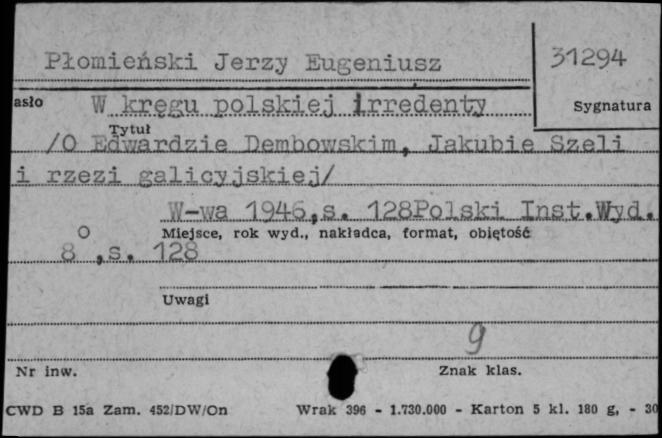 Płomieński Jerzy Eugeniusz
31294
asło W kręgu polskiej irredenty
Sygnatura
Tytuł
/O Edwardzie Dembowskim, Jakubie Szeli
i rzezi galicyjskiej/
W-wa 1946,s. 128Polski Inst.Wyd.
Miejsce, rok wyd., nakładca, format, objętość
8°,s. 128
Uwagi
9
Nr inw.
Znak klas.
CWD B 15a Zam. 452/DW/On Wrak 396 - 1.730.000 - Karton 5 kl. 180 g, - 30